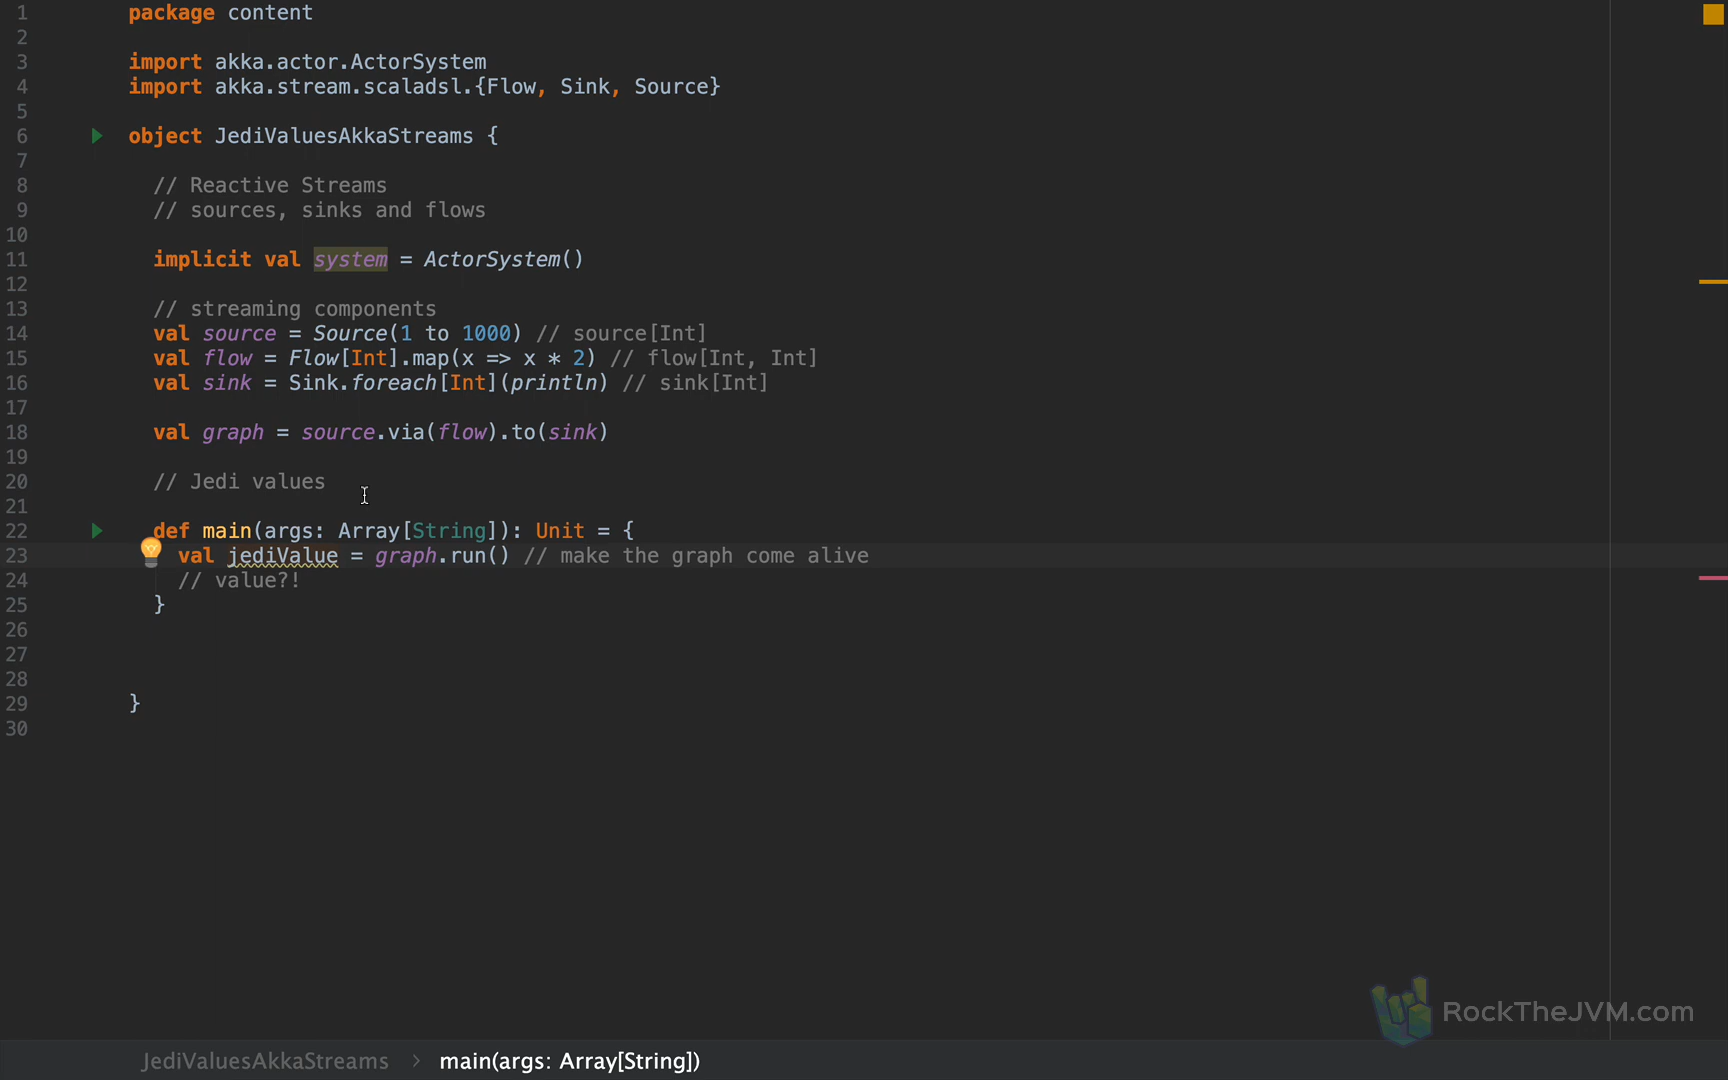 1 package content
2
3 import akka.actor.ActorSystem
4 import akka.stream.scaladsl.{Flow, Sink, Source}
5
6 object JediValuesAkkaStreams {
7
8 // Reactive Streams
9 // sources, sinks and flows
10
11 implicit val system = ActorSystem()
12
13 // streaming components
14 val source = Source(1 to 1000) // source[Int]
15 val flow = Flow[Int].map(x => x * 2) // flow[Int, Int]
16 val sink = Sink.foreach[Int](println) // sink[Int]
17
18 val graph = source.via(flow).to(sink)
19
20 // Jedi values
21
22 def main(args: Array[String]): Unit = {
23 val jediValue = graph.run() // make the graph come alive
24 // value?!
25 }
26
27
28
29 }
30
RockTheJVM.com
JediValuesAkkaStreams > main(args: Array[String])